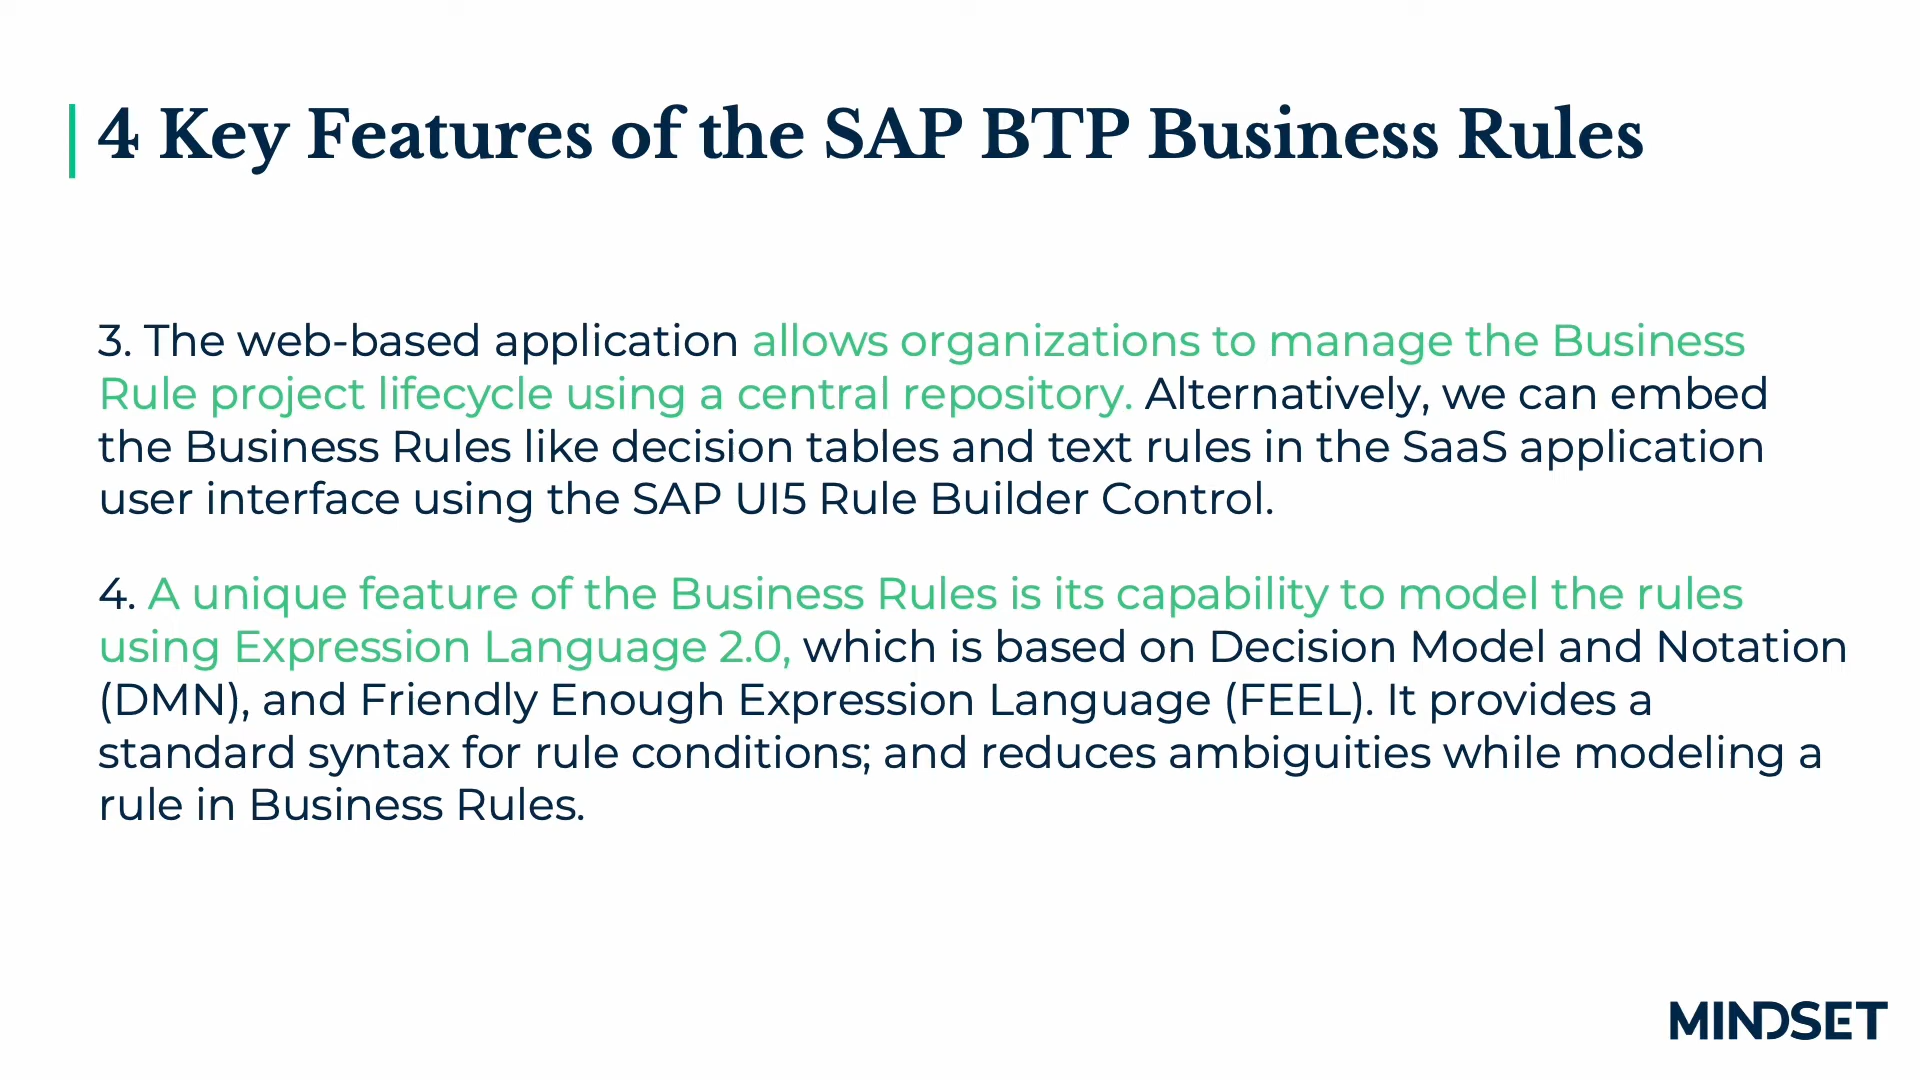 4 Key Features of the SAP BTP Business Rules
3. The web-based application allows organizations to manage the Business
Rule project lifecycle using a central repository. Alternatively, we can embed
the Business Rules like decision tables and text rules in the SaaS application
user interface using the SAP UI5 Rule Builder Control.
4. A unique feature of the Business Rules is its capability to model the rules
using Expression Language 2.0, which is based on Decision Model and Notation
(DMN), and Friendly Enough Expression Language (FEEL). It provides a
standard syntax for rule conditions; and reduces ambiguities while modeling a
rule in Business Rules.
MINDSET